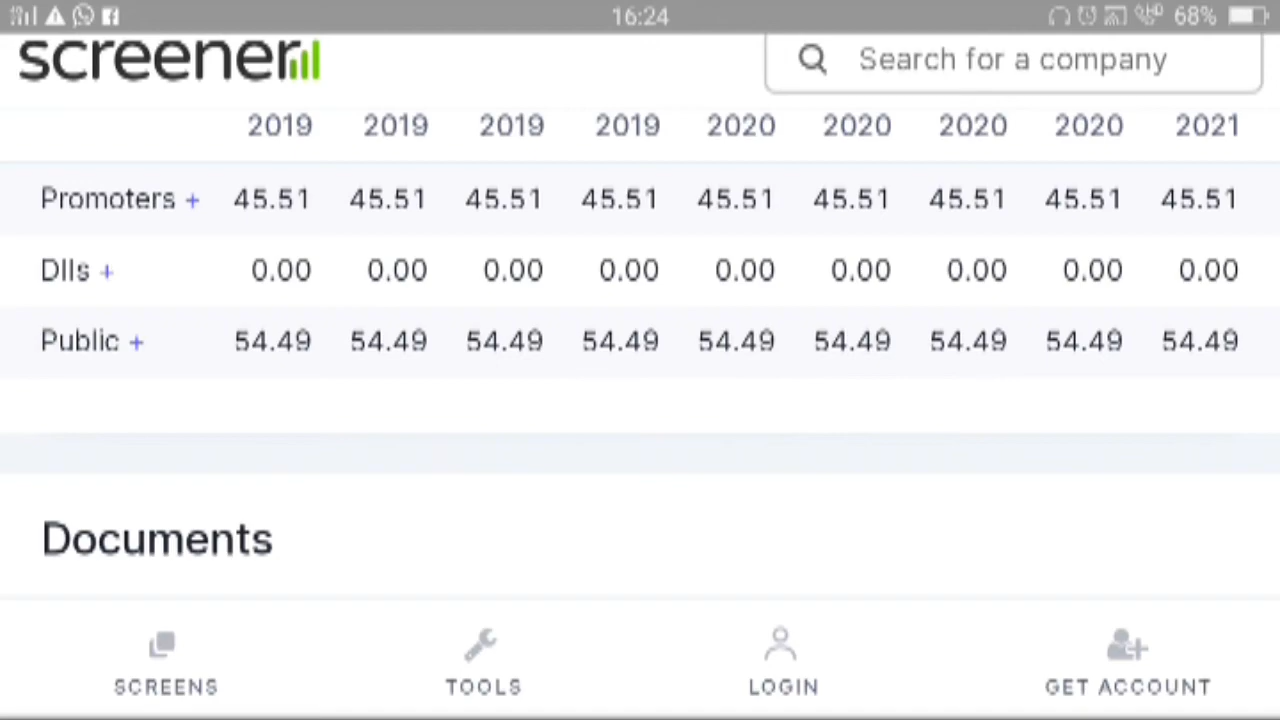 16:24 68%
screener Search for a company
2019 2019 2019 2019 2020 2020 2020 2020 2021
Promoters + 45.51 45.51 45.51 45.51 45.51 45.51 45.51 45.51 45.51
DIIs + 0.00 0.00 0.00 0.00 0.00 0.00 0.00 0.00 0.00
Public + 54.49 54.49 54.49 54.49 54.49 54.49 54.49 54.49 54.49
Documents
SCREENS TOOLS LOGIN GET ACCOUNT